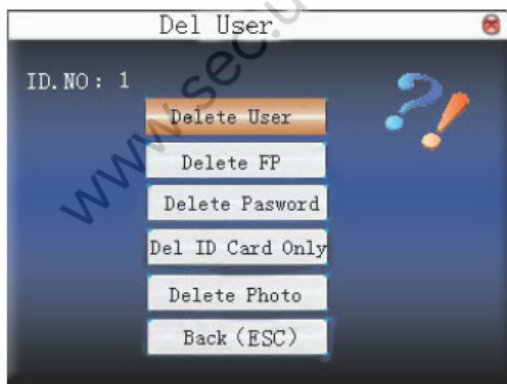 Del User
ID.NO: 1
Delete User
Delete FP
Delete Pasword
Del ID Card Only
Delete Photo
Back (ESC)